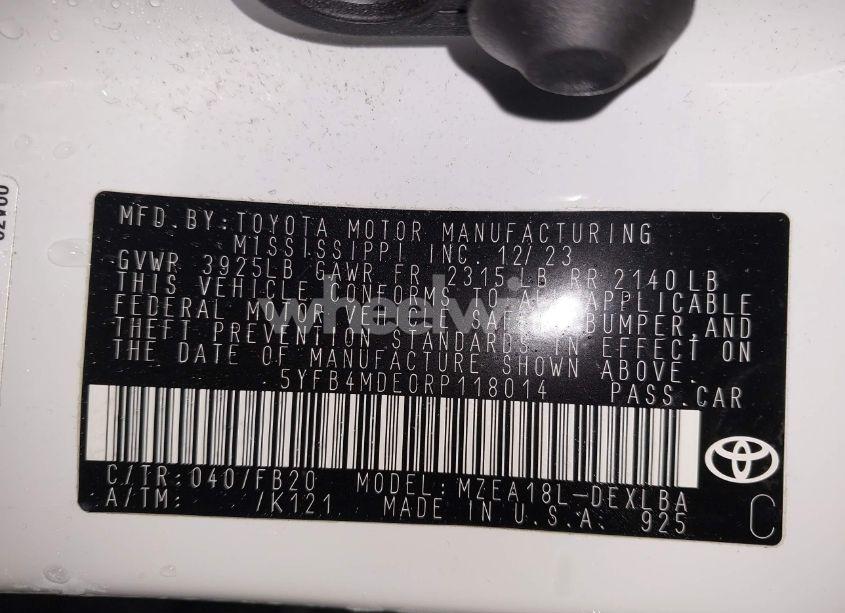 MFD. BY: TOYOTA MOTOR MANUFACTURING
MISSISSIPPI INC. 12/23
GVWR 3925LB GAWR FR 2315LB RR 2140LB
THIS VEHICLE CONFORMS TO ALL APPLICABLE
FEDERAL MOTOR VEHICLE SAFETY, BUMPER, AND
THEFT PREVENTION STANDARDS IN EFFECT ON
THE DATE OF MANUFACTURE SHOWN ABOVE.
5YFB4MDE0RP118014 PASS.CAR
C/TR: 040/FB20 MODEL: MZEA18L-DEXLBA
A/TM: /K121 MADE IN U.S.A. 925
C